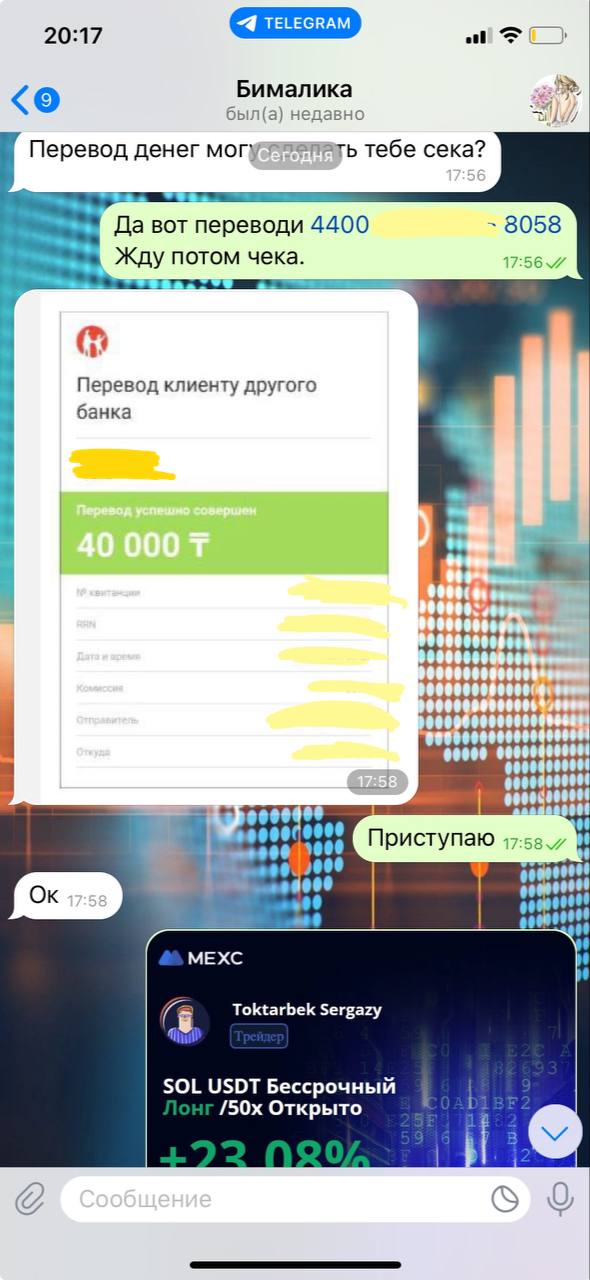 20:17
TELEGRAM
9
Бималика
был(а) недавно
Перевод денег могу сделать тебе сека?
Сегодня
17:56
Да вот переводи 4400 8058
Жду потом чека.
17:56
Перевод клиенту другого
банка
Перевод успешно совершен
40 000 ₸
№ квитанции
RRN
Дата и время
Комиссия
Отправитель
Откуда
17:58
Приступаю 17:58
Ок 17:58
MEXC
Toktarbek Sergazy
Трейдер
SOL USDT Бессрочный
Лонг /50x Открыто
+23.08%
Сообщение